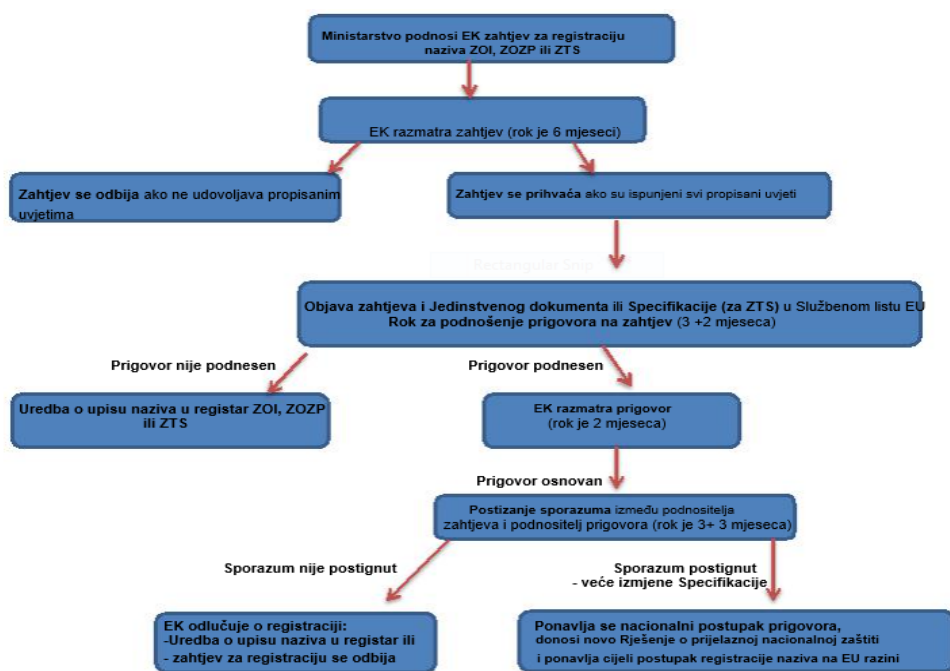 Ministarstvo podnosi EK zahtjev za registraciju
naziva ZOI, ZOZP ili ZTS
EK razmatra zahtjev (rok je 6 mjeseci)
Zahtjev se odbija ako ne udovoljava propisanim
uvjetima
Zahtjev se prihvaća ako su ispunjeni svi propisani uvjeti
Rectangular Snip
Objava zahtjeva i Jedinstvenog dokumenta ili Specifikacije (za ZTS) u Službenom listu EU
Rok za podnošenje prigovora na zahtjev (3 +2 mjeseca)
Prigovor nije podnesen
Prigovor podnesen
Uredba o upisu naziva u registar ZOI, ZOZP
ili ZTS
EK razmatra prigovor
(rok je 2 mjeseca)
Prigovor osnovan
Postizanje sporazuma između podnositelja
zahtjeva i podnositelj prigovora (rok je 3+ 3 mjeseca)
Sporazum nije postignut
Sporazum postignut
- veće izmjene Specifikacije
EK odlučuje o registraciji:
-Uredba o upisu naziva u registar ili
- zahtjev za registraciju se odbija
Ponavlja se nacionalni postupak prigovora,
donosi novo Rješenje o prijelaznoj nacionalnoj zaštiti
i ponavlja cijeli postupak registracije naziva na EU razini